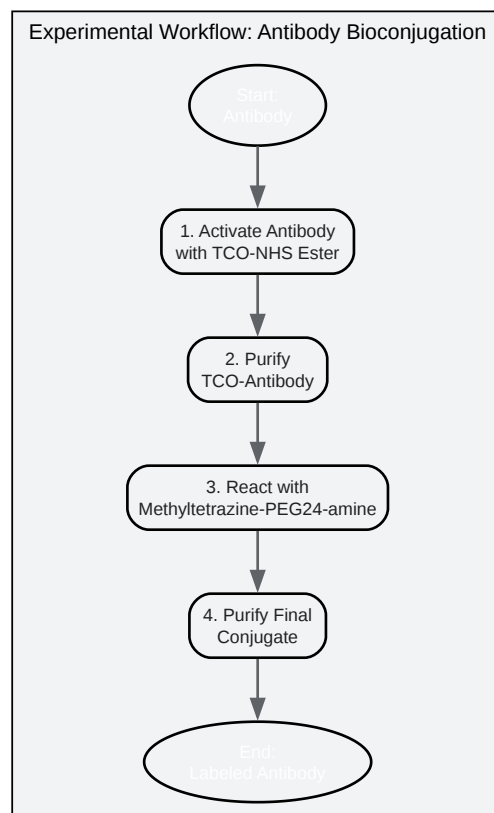 Experimental Workflow: Antibody Bioconjugation
Start:
Antibody
1. Activate Antibody
with TCO-NHS Ester
2. Purify
TCO-Antibody
3. React with
Methyltetrazine-PEG24-amine
4. Purify Final
Conjugate
End:
Labeled Antibody